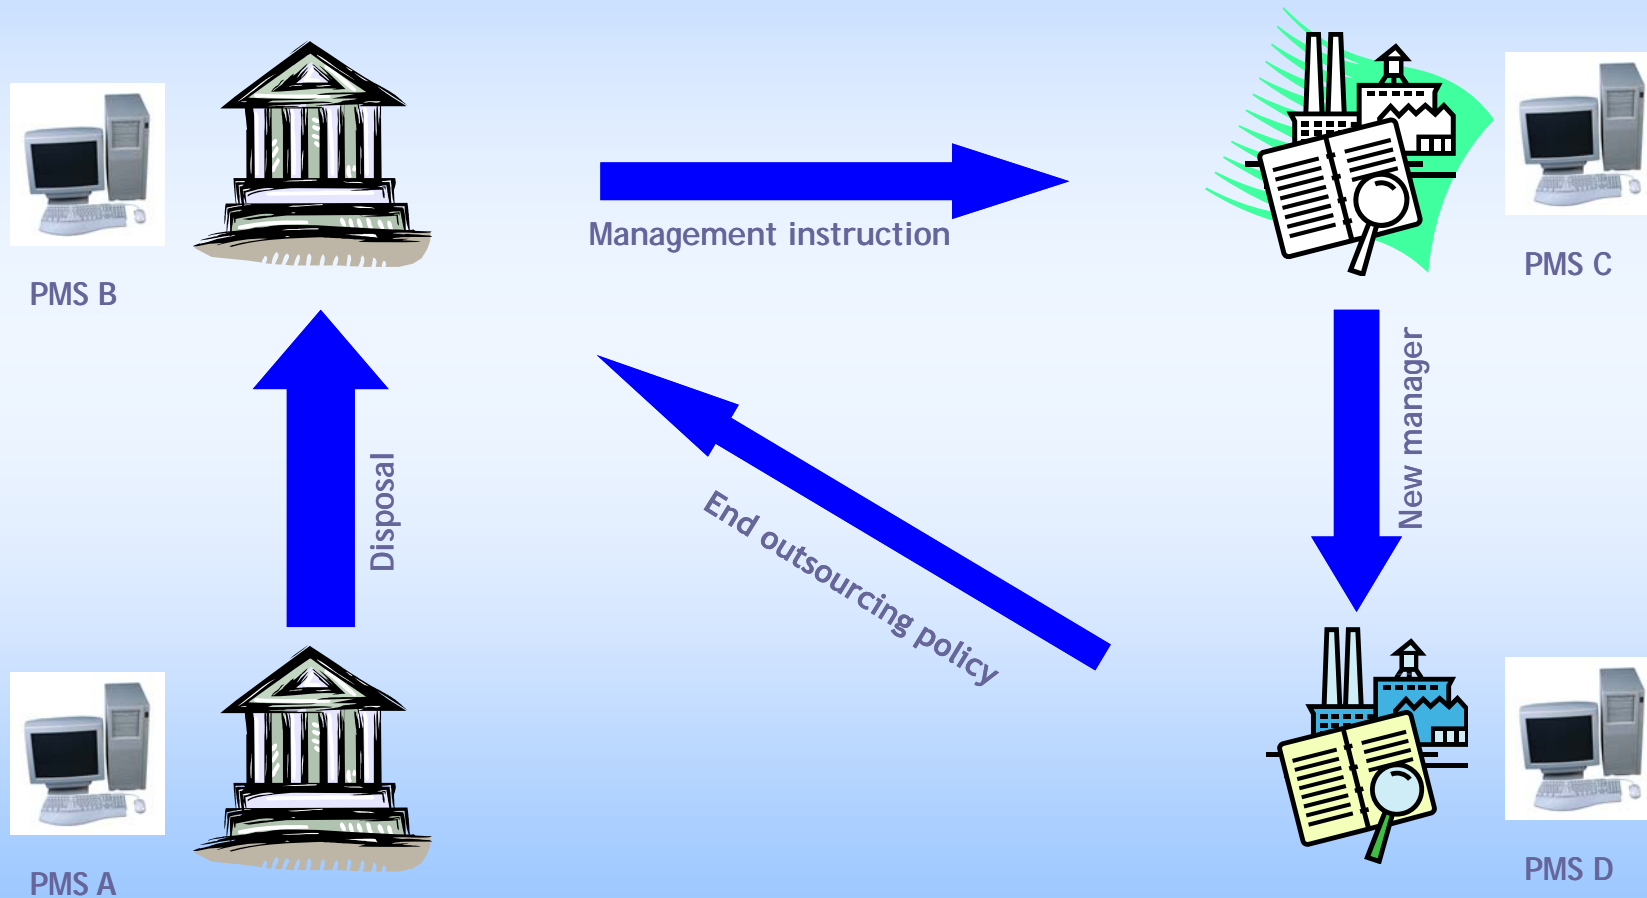 Management instruction
PMS B
PMS C
New manager
Disposal
End outsourcing policy
PMS A
PMS D